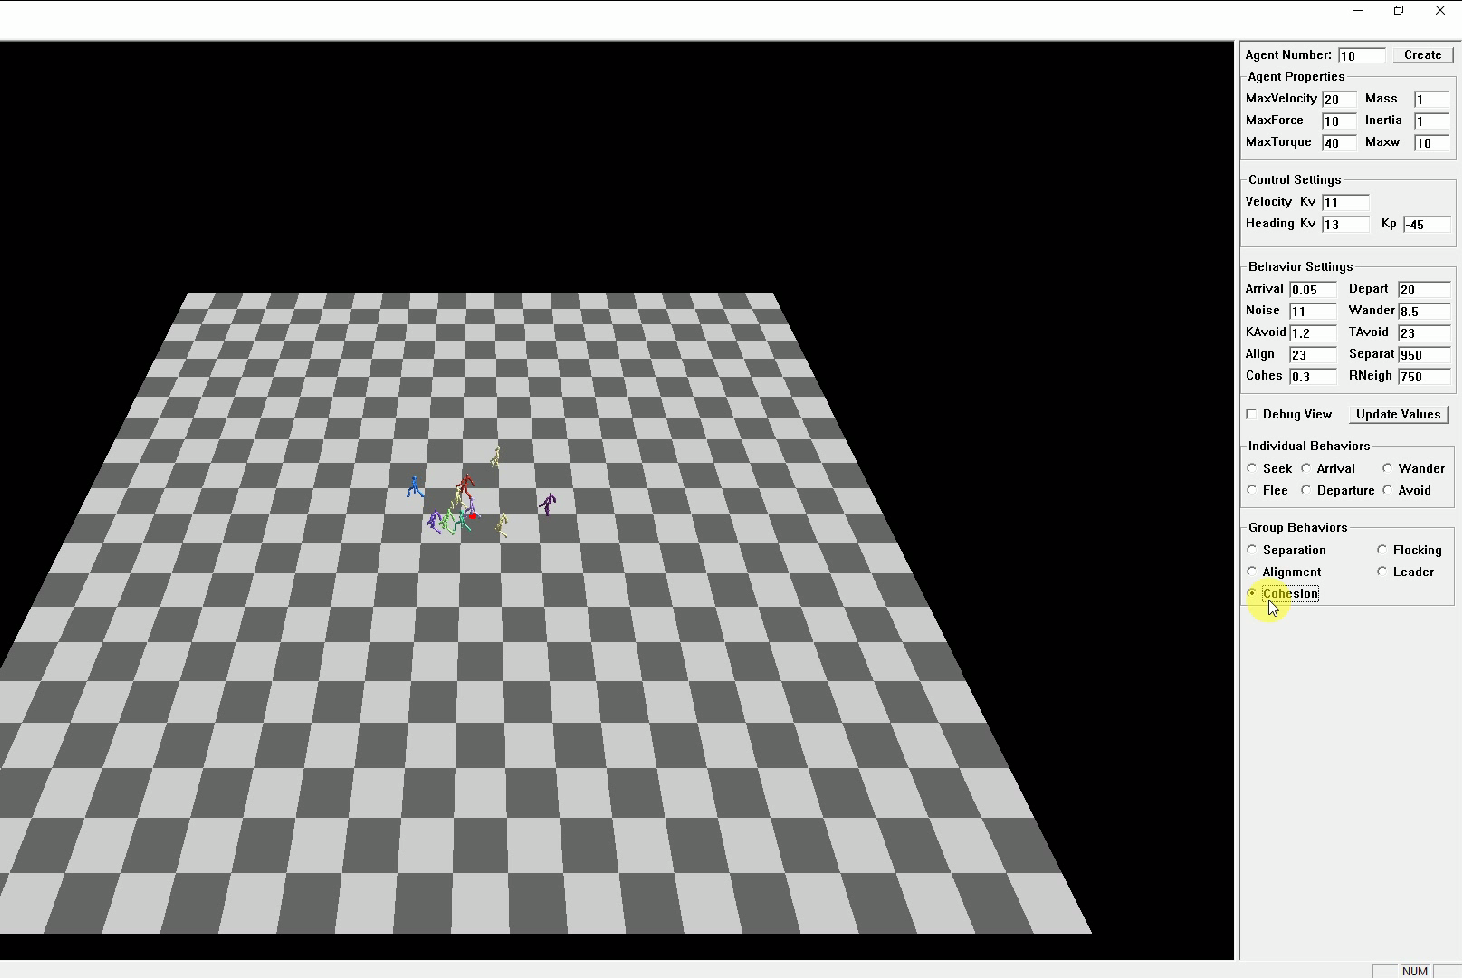 Agent Number: 10 Create
Agent Properties
MaxVelocity 20 Mass 1
MaxForce 10 Inertia 1
MaxTorque 40 Maxw 10
Control Settings
Velocity Kv 11
Heading Kv 13 Kp -45
Behavior Settings
Arrival 0.05 Depart 20
Noise 11 Wander 8.5
KAvoid 1.2 TAvoid 23
Align 23 Separat 950
Cohes 0.3 RNeigh 750
Debug View Update Values
Individual Behaviors
Seek Arrival Wander
Flee Departure Avoid
Group Behaviors
Separation Flocking
Alignment Leader
Cohesion
NUM